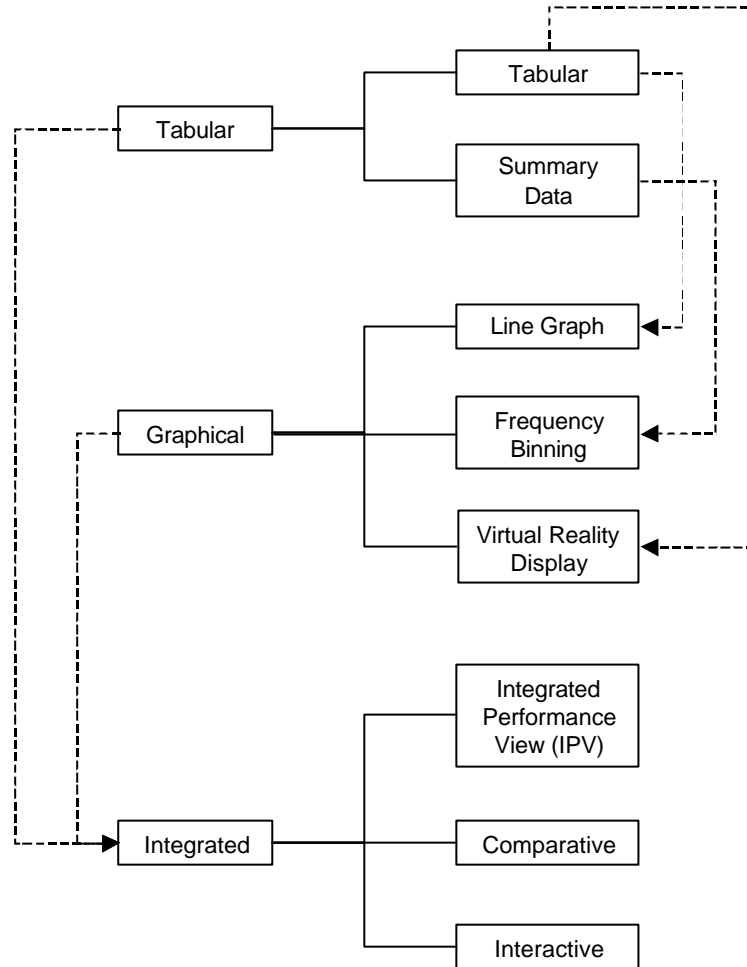 Tabular
Tabular
Summary
Data
Line Graph
Graphical
Frequency
Binning
Virtual Reality
Display
Integrated
Performance
View (IPV)
Integrated
Comparative
Interactive